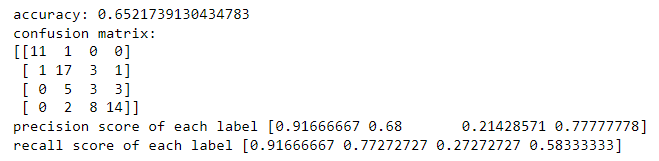 accuracy: 0.6521739130434783
confusion matrix:
[[11  1  0  0]
 [ 1 17  3  1]
 [ 0  5  3  3]
 [ 0  2  8 14]]
precision score of each label [0.91666667 0.68       0.21428571 0.77777778]
recall score of each label [0.91666667 0.77272727 0.27272727 0.58333333]